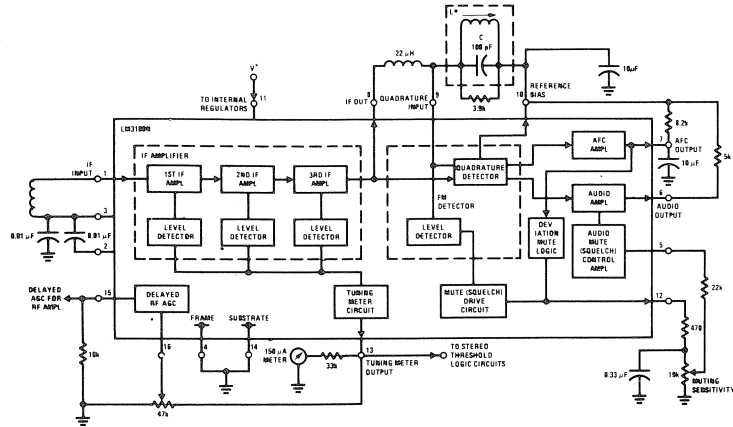 L*
C
100 pF
3.9k
22 μH
10μF
V+
8
9
10
IF OUT
QUADRATURE INPUT
REFERENCE BIAS
TO INTERNAL REGULATORS
11
LM3189N
8.2k
7
AFC OUTPUT
10 μF
5k
IF INPUT
1
IF AMPLIFIER
1ST IF AMPL
2ND IF AMPL
3RD IF AMPL
QUADRATURE DETECTOR
AFC AMPL
AUDIO AMPL
6
AUDIO OUTPUT
3
0.01 μF
0.01 μF
2
LEVEL DETECTOR
LEVEL DETECTOR
LEVEL DETECTOR
FM DETECTOR
LEVEL DETECTOR
DEV IATION MUTE LOGIC
AUDIO MUTE (SQUELCH) CONTROL AMPL
5
22k
DELAYED AGC FOR RF AMPL
15
DELAYED RF AGC
TUNING METER CIRCUIT
MUTE (SQUELCH) DRIVE CIRCUIT
12
470
FRAME
SUBSTRATE
16
4
14
150 μA METER
33k
13
TUNING METER OUTPUT
TO STEREO THRESHOLD LOGIC CIRCUITS
10k
47k
0.33 μF
10k
MUTING SENSITIVITY